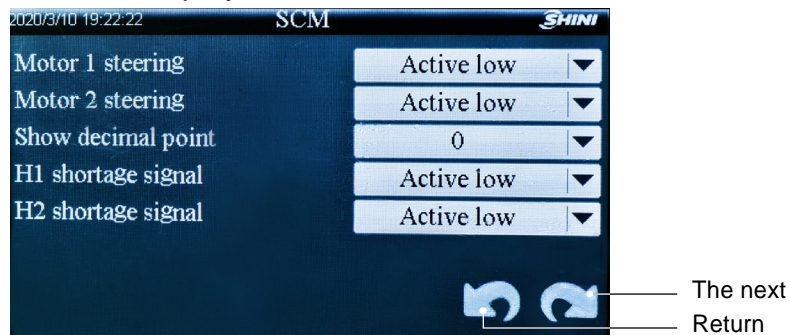 2020/3/10 19:22:22 SCM SHINI
Motor 1 steering Active low
Motor 2 steering Active low
Show decimal point 0
H1 shortage signal Active low
H2 shortage signal Active low
The next
Return